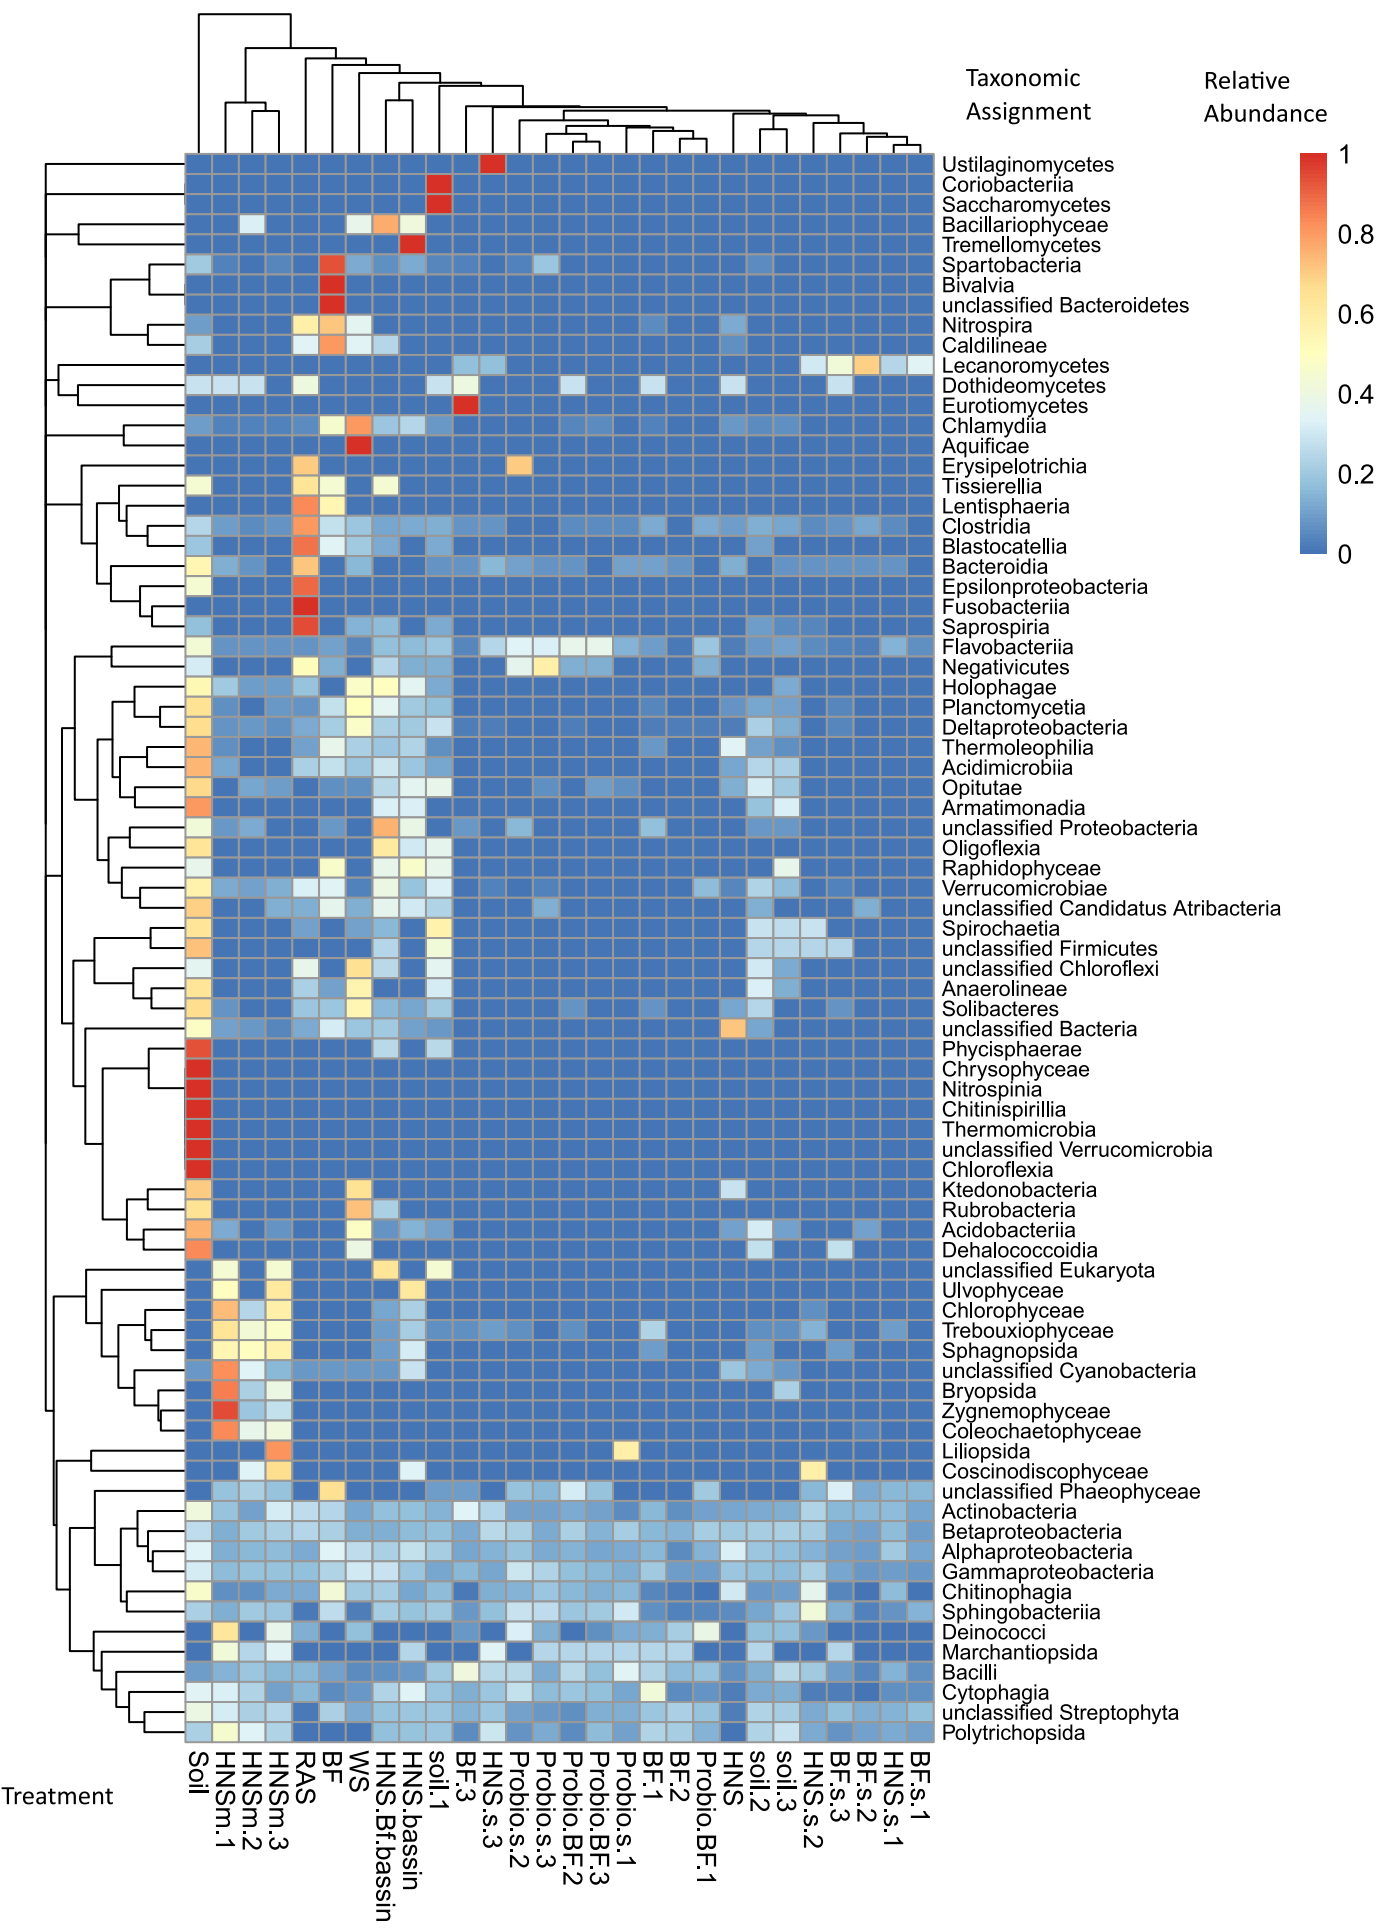 Taxonomic
Assignment
Relative
Abundance
Ustilaginomycetes
Coriobacteriia
Saccharomycetes
Bacillariophyceae
Tremellomycetes
Spartobacteria
Bivalvia
unclassified Bacteroidetes
Nitrospira
Caldilineae
Lecanoromycetes
Dothideomycetes
Eurotiomycetes
Chlamydiia
Aquificae
Erysipelotrichia
Tissierellia
Lentisphaeria
Clostridia
Blastocatellia
Bacteroidia
Epsilonproteobacteria
Fusobacteriia
Saprospiria
Flavobacteriia
Negativicutes
Holophagae
Planctomycetia
Deltaproteobacteria
Thermoleophilia
Acidimicrobiia
Opitutae
Armatimonadia
unclassified Proteobacteria
Oligoflexia
Raphidophyceae
Verrucomicrobiae
unclassified Candidatus Atribacteria
Spirochaetia
unclassified Firmicutes
unclassified Chloroflexi
Anaerolineae
Solibacteres
unclassified Bacteria
Phycisphaerae
Chrysophyceae
Nitrospinia
Chitinispirillia
Thermomicrobia
unclassified Verrucomicrobia
Chloroflexia
Ktedonobacteria
Rubrobacteria
Acidobacteriia
Dehalococcoidia
unclassified Eukaryota
Ulvophyceae
Chlorophyceae
Trebouxiophyceae
Sphagnopsida
unclassified Cyanobacteria
Bryopsida
Zygnemophyceae
Coleochaetophyceae
Liliopsida
Coscinodiscophyceae
unclassified Phaeophyceae
Actinobacteria
Betaproteobacteria
Alphaproteobacteria
Gammaproteobacteria
Chitinophagia
Sphingobacteriia
Deinococci
Marchantiopsida
Bacilli
Cytophagia
unclassified Streptophyta
Polytrichopsida
1
0.8
0.6
0.4
0.2
0
Treatment
Soil
HNSm.1
HNSm.2
HNSm.3
RAS
BF
WS
HNS.Bf.bassin
HNS.bassin
soil.1
BF.3
HNS.s.3
Probio.s.2
Probio.s.3
Probio.BF.2
Probio.BF.3
Probio.s.1
BF.1
BF.2
Probio.BF.1
HNS
soil.2
soil.3
HNS.s.2
BF.s.3
BF.s.2
HNS.s.1
BF.s.1